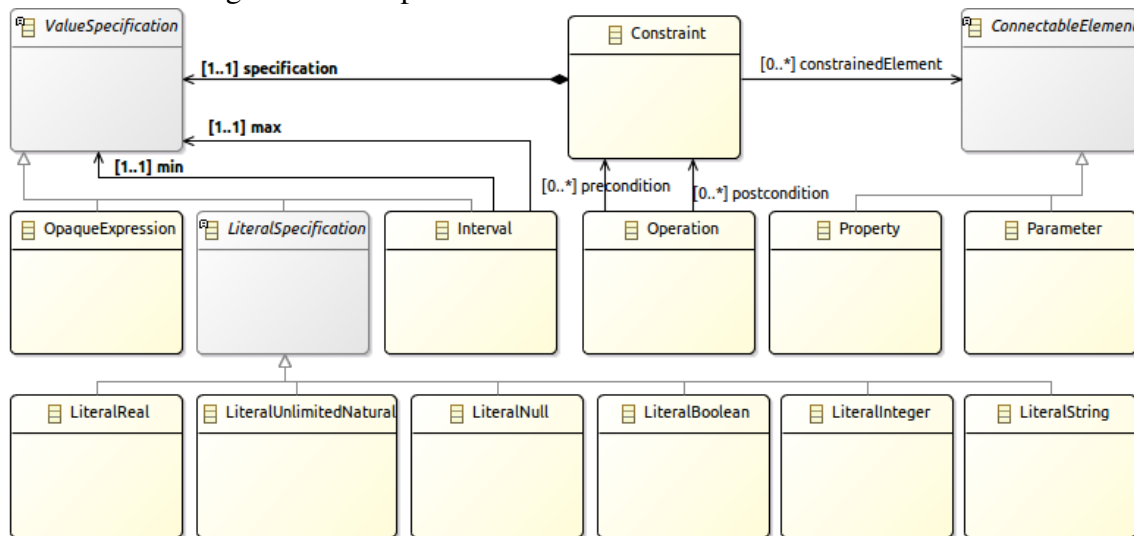 ValueSpecification
Constraint
ConnectableElement
[1..1] specification
[0..*] constrainedElement
[1..1] max
[1..1] min
[0..*] precondition
[0..*] postcondition
OpaqueExpression
LiteralSpecification
Interval
Operation
Property
Parameter
LiteralReal
LiteralUnlimitedNatural
LiteralNull
LiteralBoolean
LiteralInteger
LiteralString